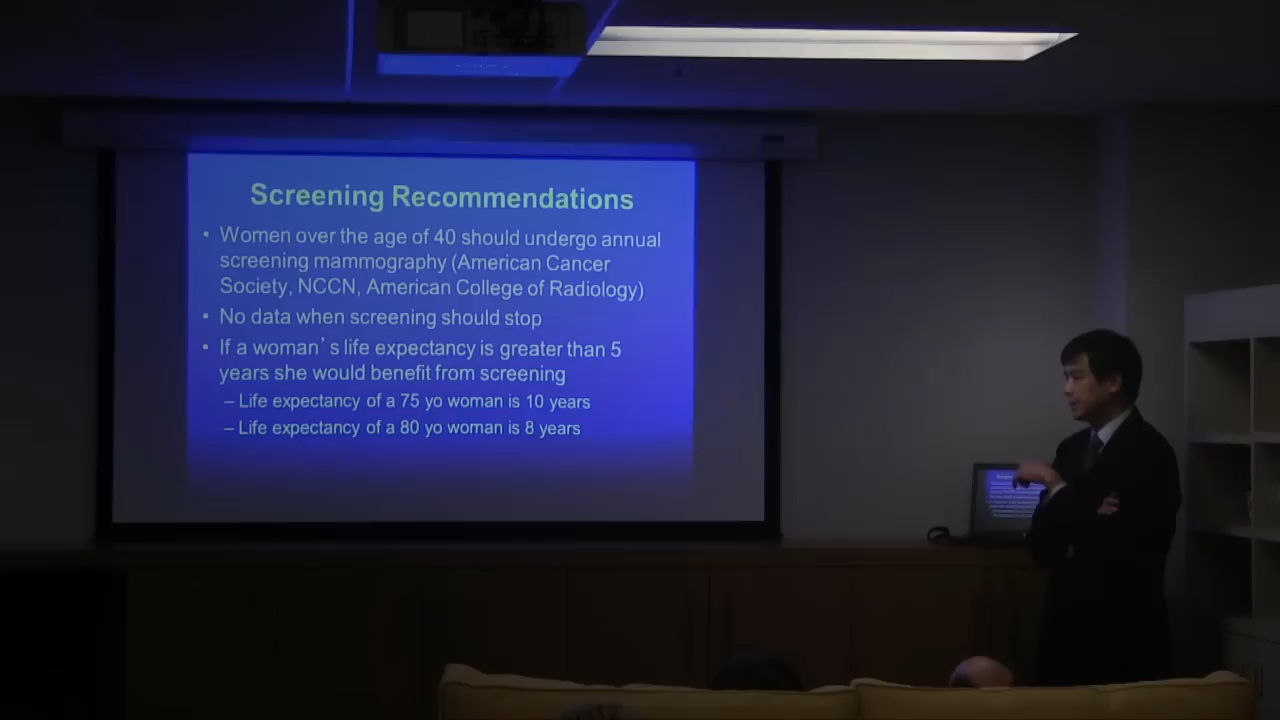 Screening Recommendations
• Women over the age of 40 should undergo annual
screening mammography (American Cancer
Society, NCCN, American College of Radiology)
• No data when screening should stop
• If a woman's life expectancy is greater than 5
years she would benefit from screening
– Life expectancy of a 75 yo woman is 10 years
– Life expectancy of a 80 yo woman is 8 years